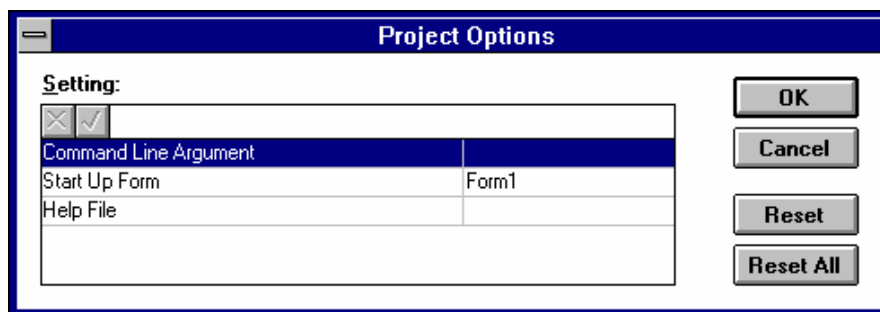 Project Options
Setting:
OK
Command Line Argument
Cancel
Start Up Form Form1
Help File
Reset
Reset All